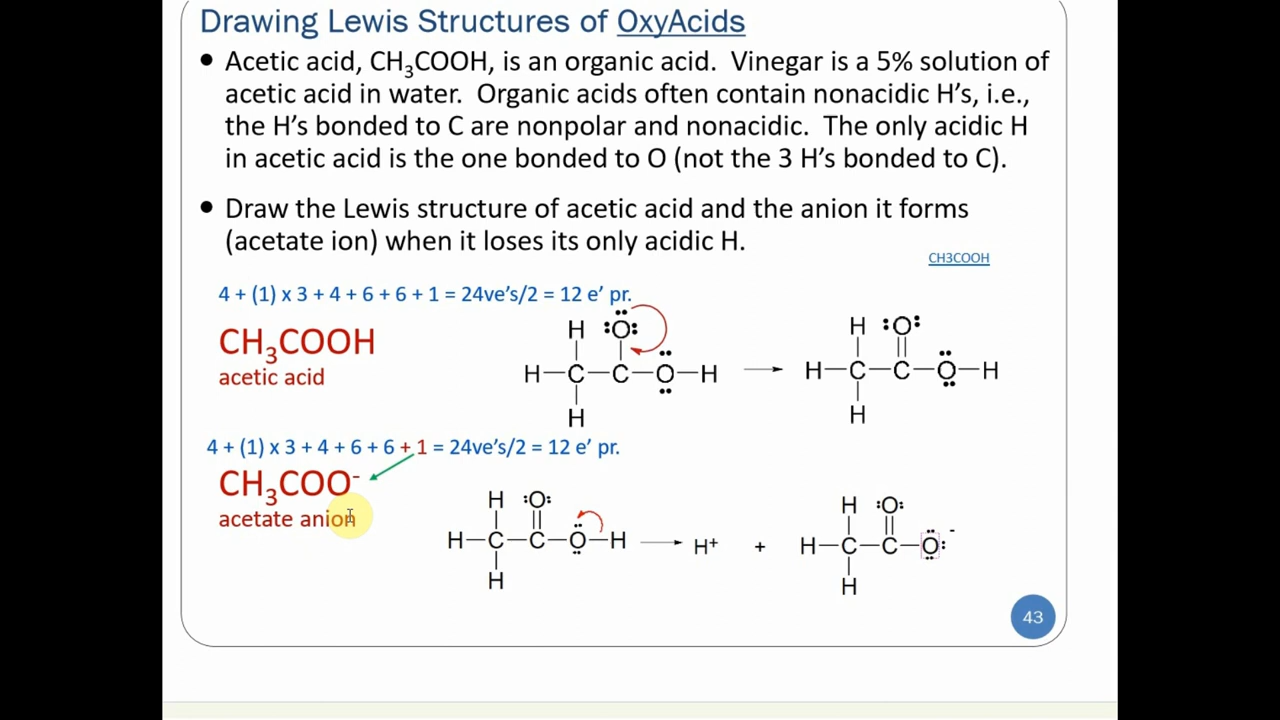 Drawing Lewis Structures of OxyAcids
• Acetic acid, CH₃COOH, is an organic acid. Vinegar is a 5% solution of
acetic acid in water. Organic acids often contain nonacidic H's, i.e.,
the H's bonded to C are nonpolar and nonacidic. The only acidic H
in acetic acid is the one bonded to O (not the 3 H's bonded to C).
• Draw the Lewis structure of acetic acid and the anion it forms
(acetate ion) when it loses its only acidic H.
CH3COOH
4 + (1) x 3 + 4 + 6 + 6 + 1 = 24ve's/2 = 12 e' pr.
CH₃COOH
acetic acid
H :Ö:
H—C—C—Ö—H
H
H :O:
H—C—C—Ö—H
H
4 + (1) x 3 + 4 + 6 + 6 + 1 = 24ve's/2 = 12 e' pr.
CH₃COO⁻
acetate anion
H :O:
H—C—C—Ö—H
H
H⁺ +
H :O:
H—C—C—Ö: ⁻
H
43